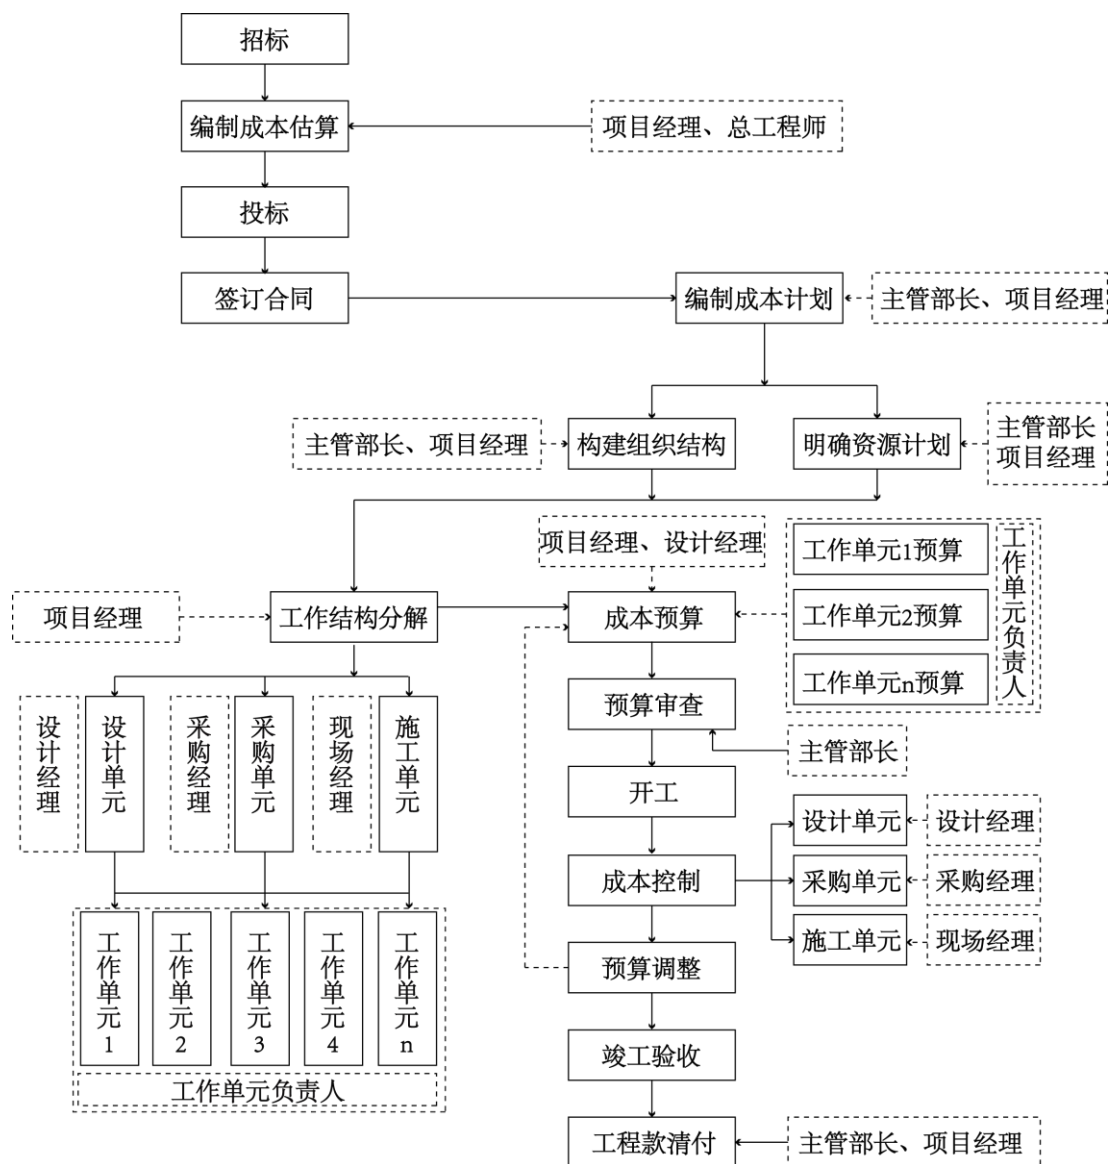 招标
编制成本估算
项目经理、总工程师
投标
签订合同
编制成本计划
主管部长、项目经理
主管部长、项目经理
构建组织结构
明确资源计划
主管部长
项目经理
项目经理、设计经理
工作单元1预算
工作单元2预算
工作单元n预算
工作单元负责人
项目经理
工作结构分解
成本预算
预算审查
主管部长
设计经理
设计单元
采购经理
采购单元
现场经理
施工单元
开工
成本控制
设计单元
设计经理
采购单元
采购经理
施工单元
现场经理
工作单元1
工作单元2
工作单元3
工作单元4
工作单元n
工作单元负责人
预算调整
竣工验收
工程款清付
主管部长、项目经理